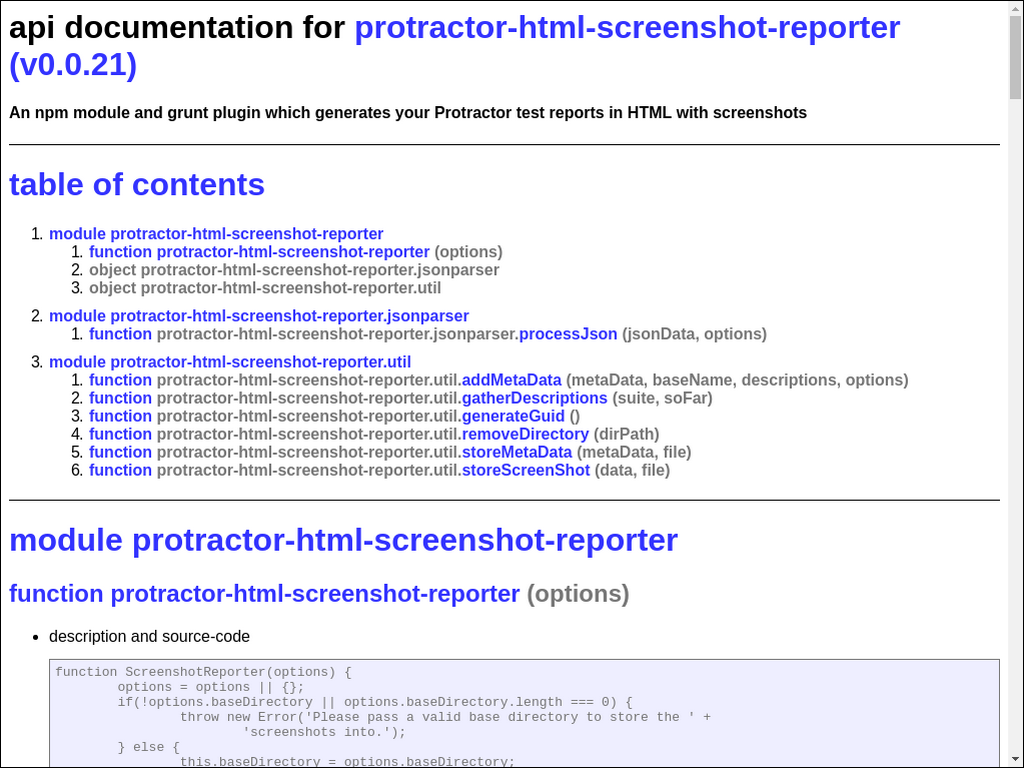 api documentation for protractor-html-screenshot-reporter
(v0.0.21)
An npm module and grunt plugin which generates your Protractor test reports in HTML with screenshots
table of contents
1. module protractor-html-screenshot-reporter
1. function protractor-html-screenshot-reporter (options)
2. object protractor-html-screenshot-reporter.jsonparser
3. object protractor-html-screenshot-reporter.util
2. module protractor-html-screenshot-reporter.jsonparser
1. function protractor-html-screenshot-reporter.jsonparser.processJson (jsonData, options)
3. module protractor-html-screenshot-reporter.util
1. function protractor-html-screenshot-reporter.util.addMetaData (metaData, baseName, descriptions, options)
2. function protractor-html-screenshot-reporter.util.gatherDescriptions (suite, soFar)
3. function protractor-html-screenshot-reporter.util.generateGuid ()
4. function protractor-html-screenshot-reporter.util.removeDirectory (dirPath)
5. function protractor-html-screenshot-reporter.util.storeMetaData (metaData, file)
6. function protractor-html-screenshot-reporter.util.storeScreenShot (data, file)
module protractor-html-screenshot-reporter
function protractor-html-screenshot-reporter (options)
• description and source-code
function ScreenshotReporter(options) {
options = options || {};
if(!options.baseDirectory || options.baseDirectory.length === 0) {
throw new Error('Please pass a valid base directory to store the ' +
'screenshots into.');
} else {
this.baseDirectory = options.baseDirectory;